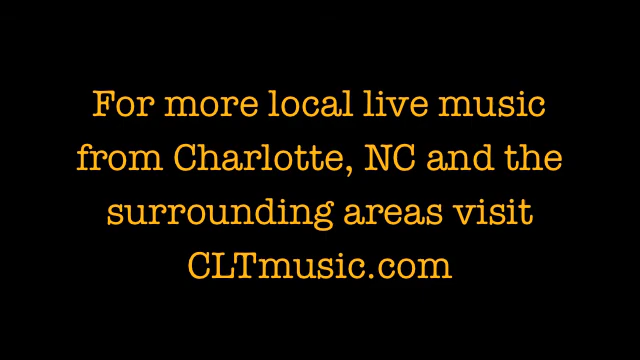 For more local live music
from Charlotte, NC and the
surrounding areas visit
CLTmusic.com